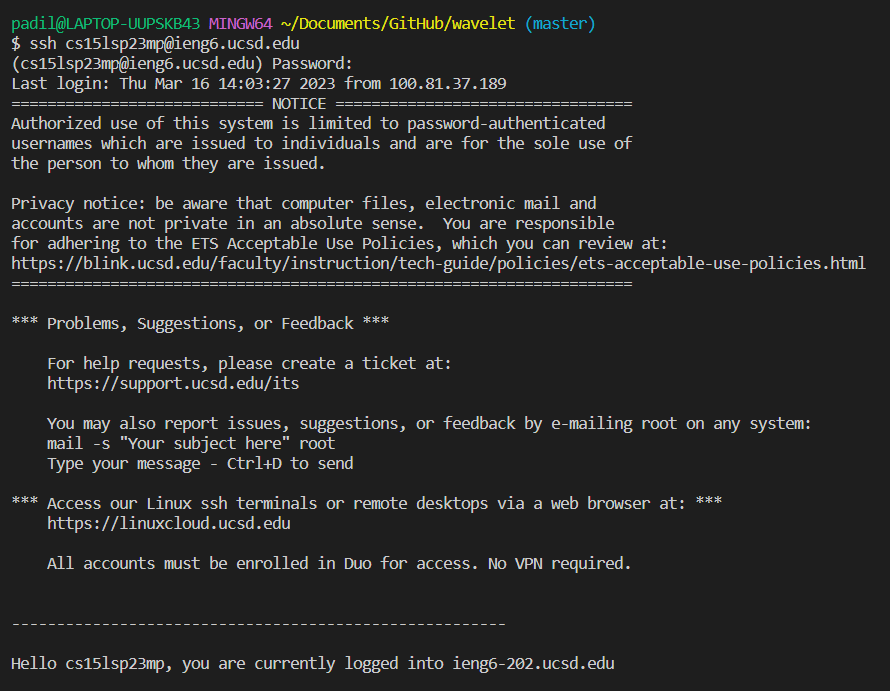 padil@LAPTOP-UUPSKB43 MINGW64 ~/Documents/GitHub/wavelet (master)
$ ssh cs15lsp23mp@ieng6.ucsd.edu
(cs15lsp23mp@ieng6.ucsd.edu) Password:
Last login: Thu Mar 16 14:03:27 2023 from 100.81.37.189
============================ NOTICE =================================
Authorized use of this system is limited to password-authenticated
usernames which are issued to individuals and are for the sole use of
the person to whom they are issued.

Privacy notice: be aware that computer files, electronic mail and
accounts are not private in an absolute sense.  You are responsible
for adhering to the ETS Acceptable Use Policies, which you can review at:
https://blink.ucsd.edu/faculty/instruction/tech-guide/policies/ets-acceptable-use-policies.html
=====================================================================

*** Problems, Suggestions, or Feedback ***

    For help requests, please create a ticket at:
    https://support.ucsd.edu/its

    You may also report issues, suggestions, or feedback by e-mailing root on any system:
    mail -s "Your subject here" root
    Type your message - Ctrl+D to send

*** Access our Linux ssh terminals or remote desktops via a web browser at: ***
    https://linuxcloud.ucsd.edu

    All accounts must be enrolled in Duo for access. No VPN required.


-------------------------------------------------------

Hello cs15lsp23mp, you are currently logged into ieng6-202.ucsd.edu